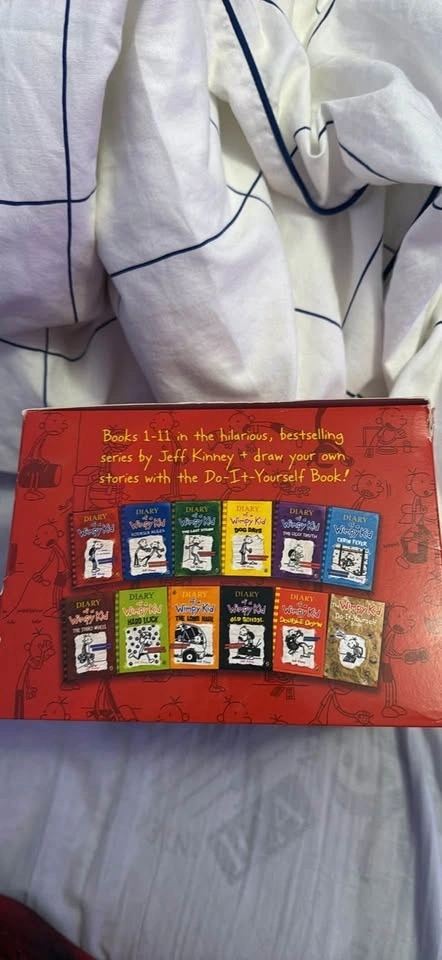 Books 1-11 in the hilarious, bestselling
series by Jeff Kinney + draw your own
stories with the Do-It-Yourself Book!
DIARY of a Wimpy Kid
DIARY of a Wimpy Kid RODRICK RULES
DIARY of a Wimpy Kid THE LAST STRAW
DIARY of a Wimpy Kid DOG DAYS
DIARY of a Wimpy Kid THE UGLY TRUTH
DIARY of a Wimpy Kid CABIN FEVER
DIARY of a Wimpy Kid THE THIRD WHEEL
DIARY of a Wimpy Kid HARD LUCK
DIARY of a Wimpy Kid THE LONG HAUL
DIARY of a Wimpy Kid OLD SCHOOL
DIARY of a Wimpy Kid DOUBLE DOWN
Wimpy Kid Do-It-Yourself